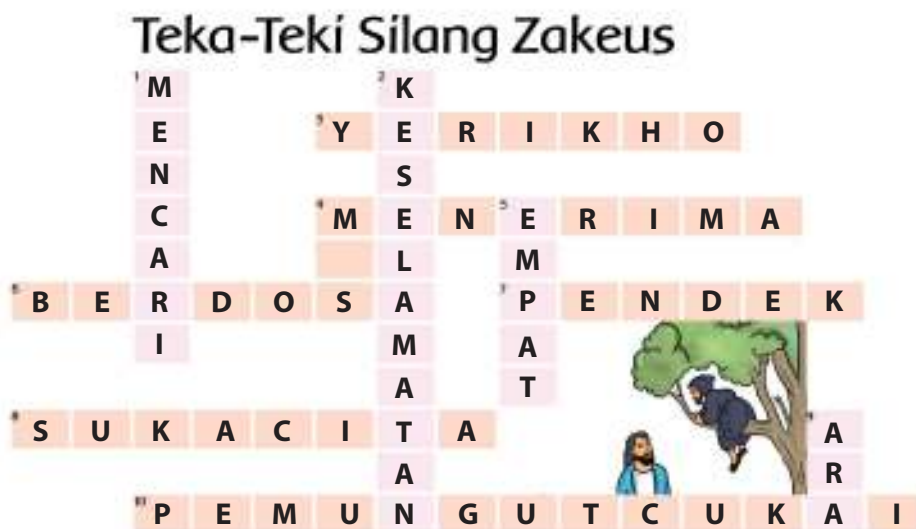 Teka-Teki Silang Zakeus
1 M 2 K
E 3 Y E R I K H O
N S
C 4 M E N 5 E R I M A
A L M
6 B E R D O S A 7 P E N D E K
I M A
A T
8 S U K A C I T A 9 A
A R
10 P E M U N G U T C U K A I